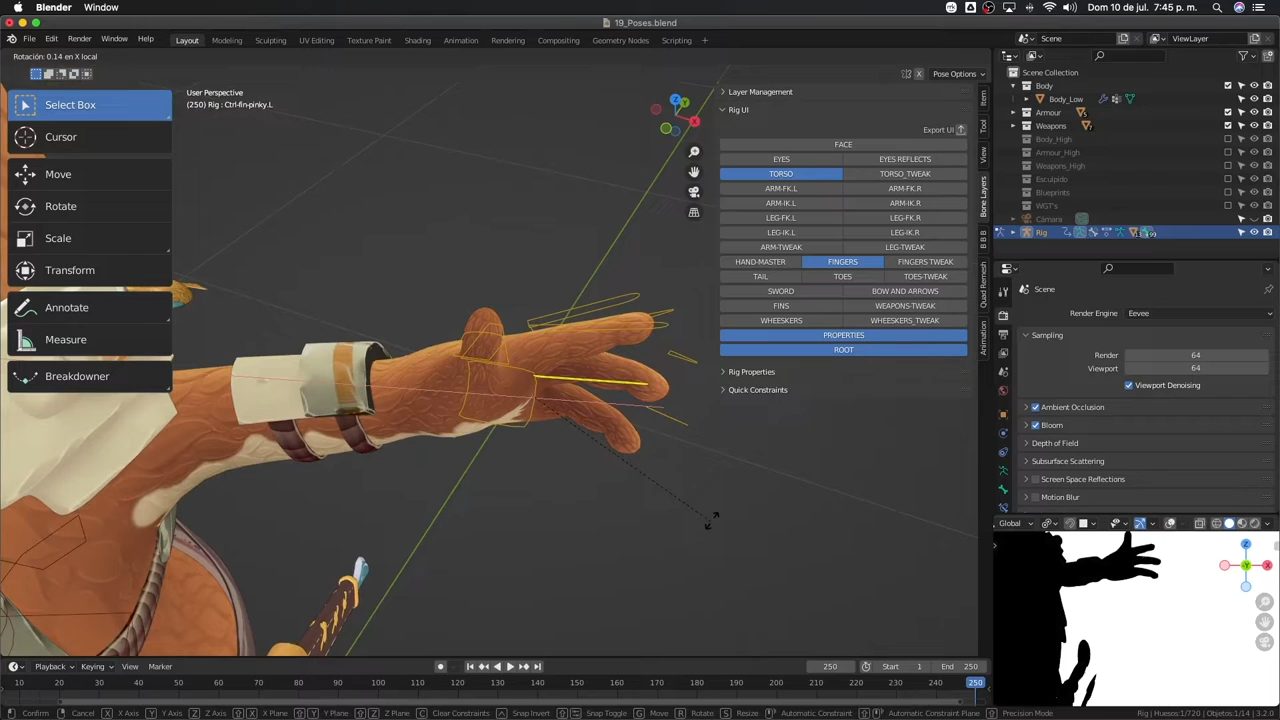 Blender Window Dom 10 de jul. 7:45 p. m.
19_Poses.blend
File Edit Render Window Help Layout Modeling Sculpting UV Editing Texture Paint Shading Animation Rendering Compositing Geometry Nodes Scripting + Scene ViewLayer
Rotación: 0.14 en X local
Pose Options
Select Box
Cursor
Move
Rotate
Scale
Transform
Annotate
Measure
Breakdowner
User Perspective
(250) Rig : Ctrl-fin-pinky.L
Z
Y
X
Layer Management
Rig UI
Export UI
FACE
EYES EYES REFLECTS
TORSO TORSO_TWEAK
ARM-FK.L ARM-FK.R
ARM-IK.L ARM-IK.R
LEG-FK.L LEG-FK.R
LEG-IK.L LEG-IK.R
ARM-TWEAK LEG-TWEAK
HAND-MASTER FINGERS FINGERS TWEAK
TAIL TOES TOES-TWEAK
SWORD BOW AND ARROWS
FINS WEAPONS-TWEAK
WHEESKERS WHEESKERS_TWEAK
PROPERTIES
ROOT
Rig Properties
Quick Constraints
Item
Tool
View
Bone Layers
B B B
Quad Remesh
Animation
Scene Collection
Body
Body_Low
Armour
Weapons
Body_High
Armour_High
Weapons_High
Esculpido
Blueprints
WGT's
Cámara
Rig
Scene
Render Engine Eevee
Sampling
Render 64
Viewport 64
Viewport Denoising
Ambient Occlusion
Bloom
Depth of Field
Subsurface Scattering
Screen Space Reflections
Motion Blur
Global
Z
X
-Y
Playback Keying View Marker 250 Start 1 End 250
10 20 30 40 50 60 70 80 90 100 110 120 130 140 150 160 170 180 190 200 210 220 230 240 250
Confirm Cancel X X Axis Y Y Axis Z Z Axis X X Plane Y Y Plane Z Z Plane C Clear Constraints Snap Invert Snap Toggle G Move R Rotate S Resize Automatic Constraint Automatic Constraint Plane Precision Mode Rig | Huesos:1/720 | Objetos:1/14 | 3.2.0